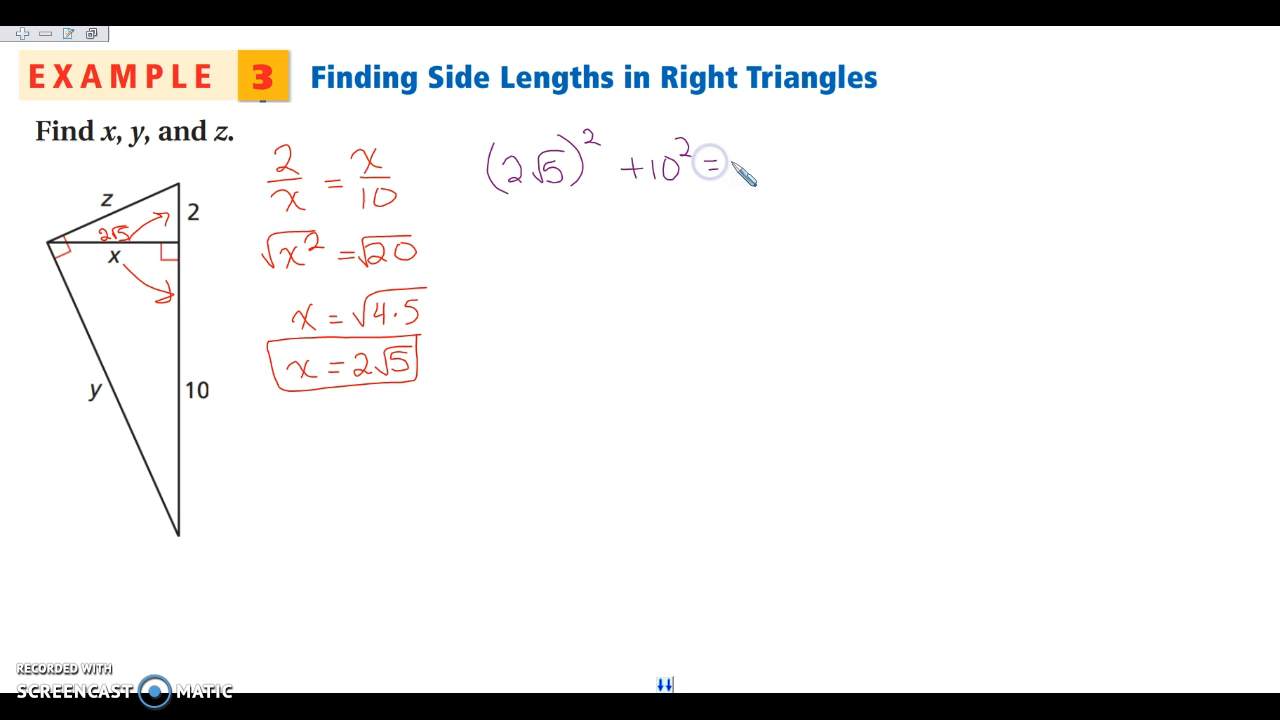 EXAMPLE 3 Finding Side Lengths in Right Triangles
Find x, y, and z.
z
2
2√5
x
y
10
2/x = x/10
√x² = √20
x = √4·5
x = 2√5
(2√5)² + 10² =
RECORDED WITH
SCREENCAST MATIC